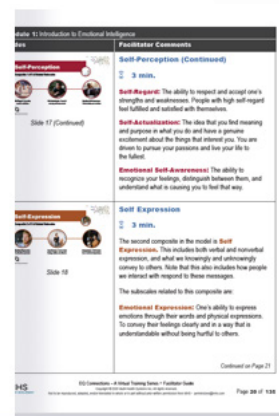 odule 1: Introduction to Emotional Intelligence
des
Facilitator Comments
Self-Perception
Slide 17 (Continued)
Self-Perception (Continued)
3 min.
Self-Regard: The ability to respect and accept one's
strengths and weaknesses. People with high self-regard
feel fulfilled and satisfied with themselves.
Self-Actualization: The idea that you find meaning
and purpose in what you do and have a genuine
excitement about the things that interest you. You are
driven to pursue your passions and live your life to
the fullest.
Emotional Self-Awareness: The ability to
recognize your feelings, distinguish between them, and
understand what is causing you to feel that way.
Self-Expression
Slide 18
Self Expression
3 min.
The second composite in the model is Self
Expression. This includes both verbal and nonverbal
expression, and what we knowingly and unknowingly
convey to others. Note that this also includes how people
we interact with respond to these messages.
The subscales related to this composite are:
Emotional Expression: One's ability to express
emotions through their words and physical expressions.
To convey their feelings clearly and in a way that is
understandable without being hurtful to others.
Continued on Page 21
HS
EQ Connections – A Virtual Training Series • Facilitator Guide
Page 20 of 135